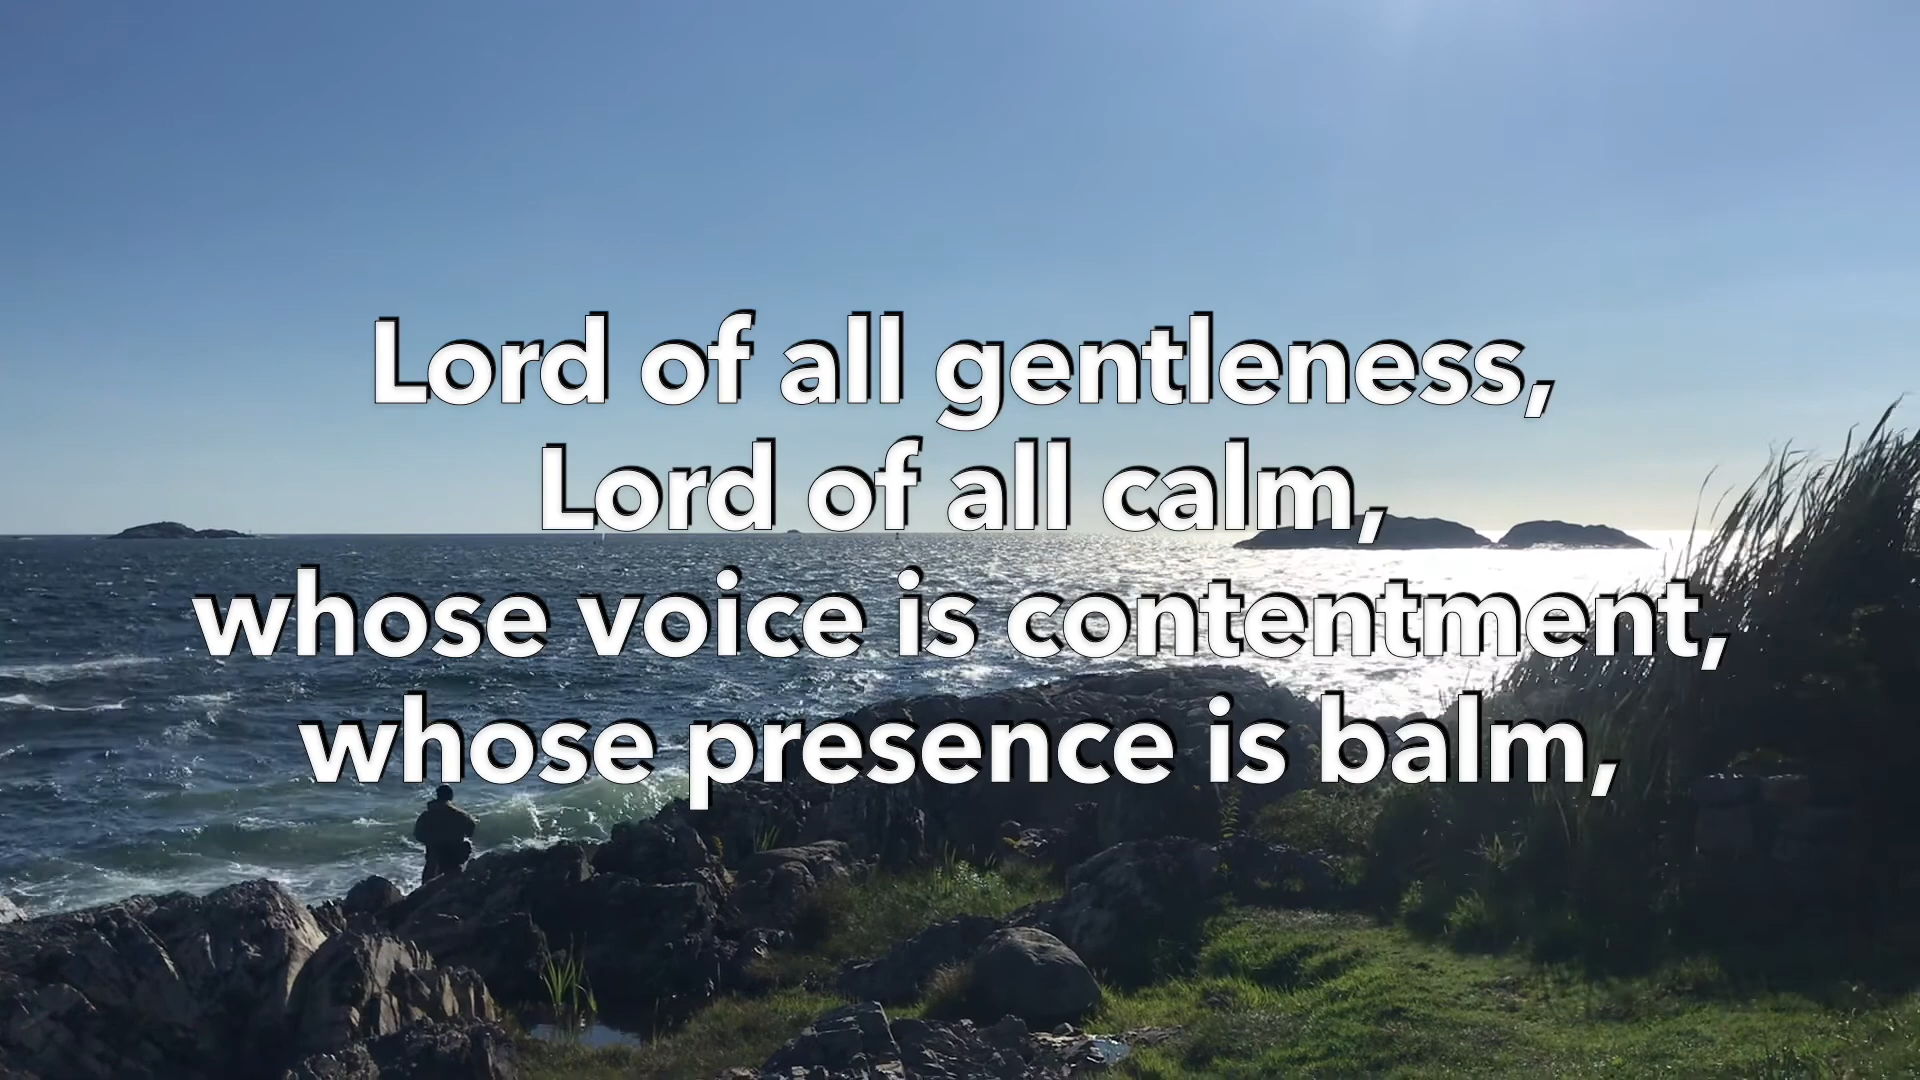 Lord of all gentleness,
Lord of all calm,
whose voice is contentment,
whose presence is balm,